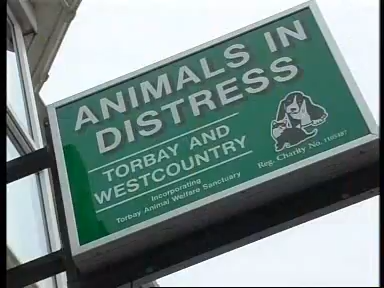 ANIMALS IN
DISTRESS
TORBAY AND
WESTCOUNTRY
Incorporating
Torbay Animal Welfare Sanctuary
Reg. Charity No.